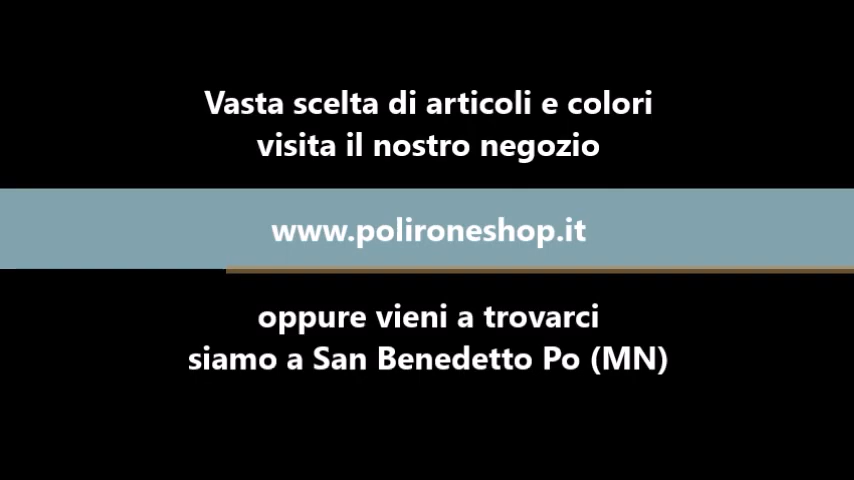 Vasta scelta di articoli e colori
visita il nostro negozio
www.polironeshop.it
oppure vieni a trovarci
siamo a San Benedetto Po (MN)